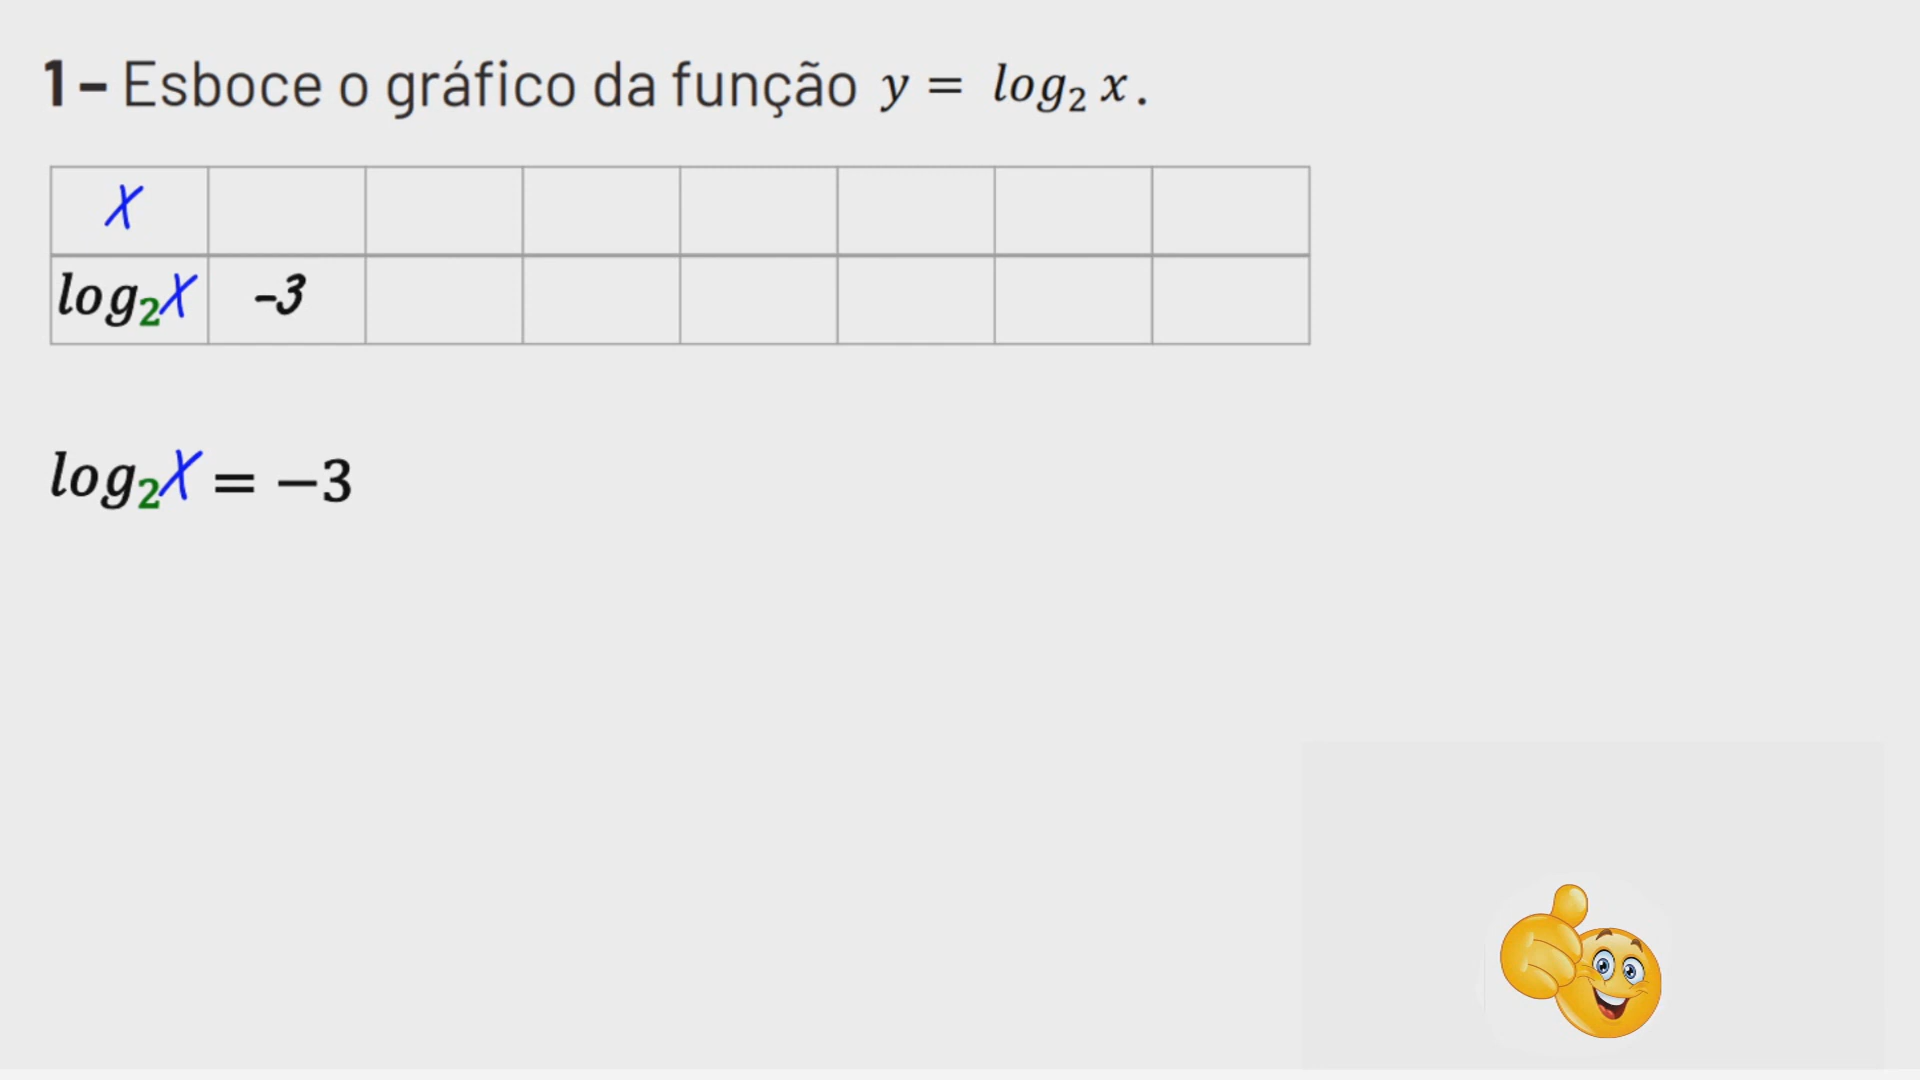 1 – Esboce o gráfico da função y = log₂ x.
X
log₂X -3
log₂X = −3